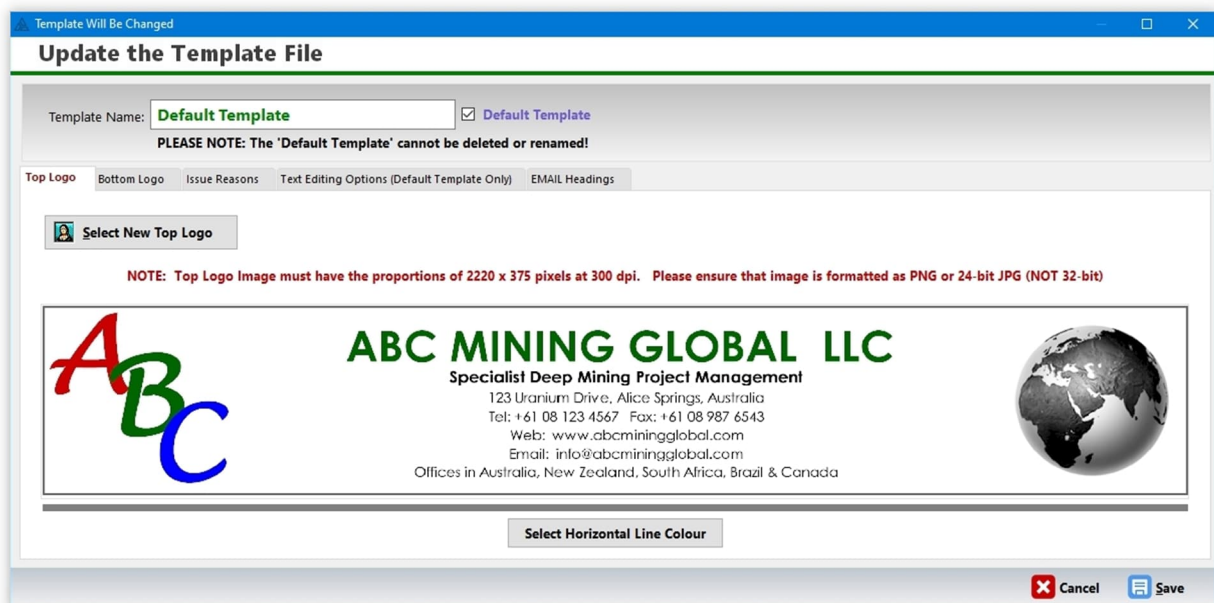 Template Will Be Changed
Update the Template File
Template Name: Default Template Default Template
PLEASE NOTE: The 'Default Template' cannot be deleted or renamed!
Top Logo Bottom Logo Issue Reasons Text Editing Options (Default Template Only) EMAIL Headings
Select New Top Logo
NOTE: Top Logo Image must have the proportions of 2220 x 375 pixels at 300 dpi. Please ensure that image is formatted as PNG or 24-bit JPG (NOT 32-bit)
ABC
ABC MINING GLOBAL LLC
Specialist Deep Mining Project Management
123 Uranium Drive, Alice Springs, Australia
Tel: +61 08 123 4567 Fax: +61 08 987 6543
Web: www.abcminingglobal.com
Email: info@abcminingglobal.com
Offices in Australia, New Zealand, South Africa, Brazil & Canada
Select Horizontal Line Colour
Cancel Save